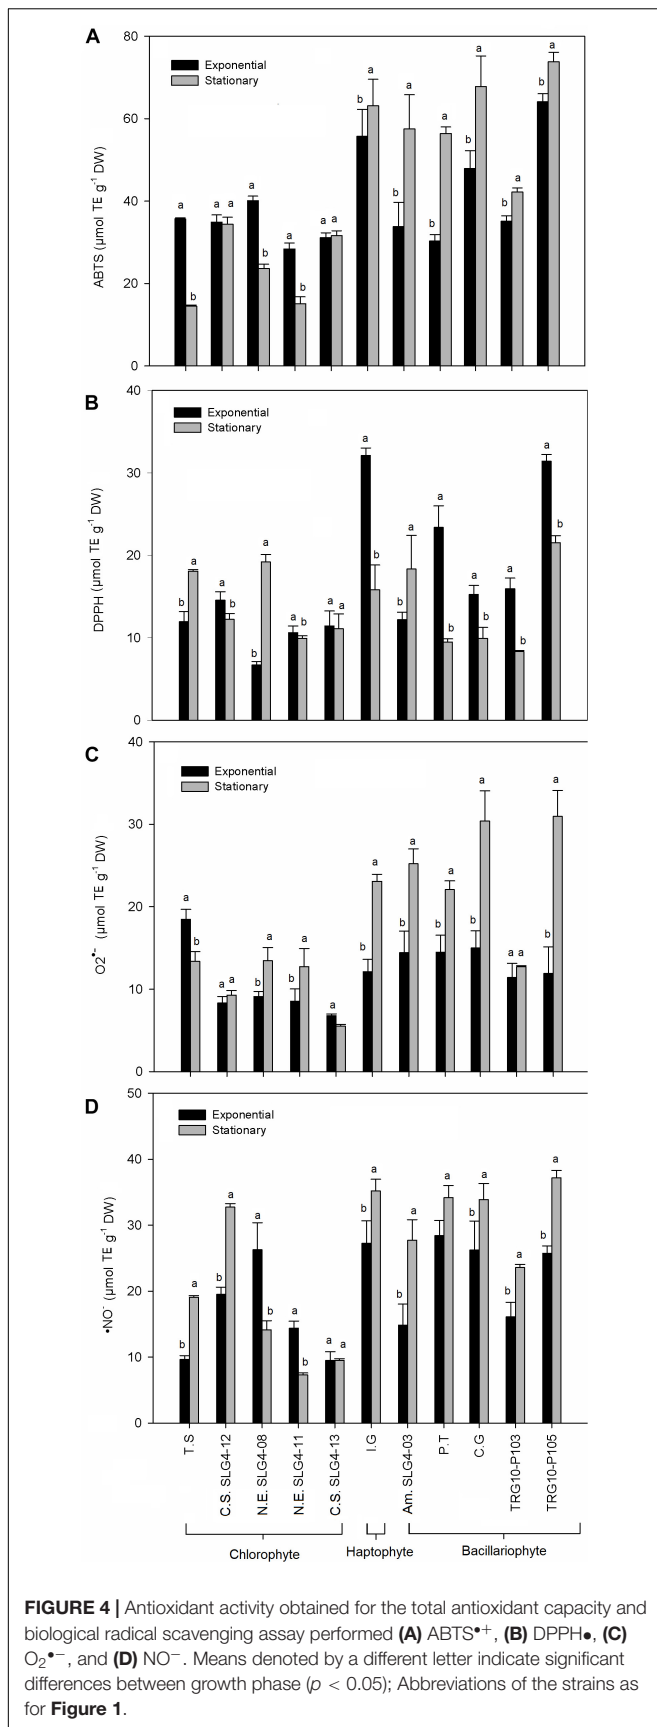 A
80
60
40
20
0
ABTS (µmol TE g-1 DW)
Exponential
Stationary
a b a a a b a b a a b a b a b a b a b a b a
B
40
30
20
10
0
DPPH (µmol TE g-1 DW)
Exponential
Stationary
b a a b b a a b a a a b b a a b a b a b a b
C
40
30
20
10
0
O2•- (µmol TE g-1 DW)
Exponential
Stationary
a b a a b a b a a b a b a b a b a a a b a
D
50
40
30
20
10
0
•NO- (µmol TE g-1 DW)
Exponential
Stationary
b a b a a b a b a a b a b a a b a b a b a
T.S
C.S. SLG4-12
N.E. SLG4-08
N.E. SLG4-11
C.S. SLG4-13
I.G
Am. SLG4-03
P.T
C.G
TRG10-P103
TRG10-P105
Chlorophyte
Haptophyte
Bacillariophyte
FIGURE 4 | Antioxidant activity obtained for the total antioxidant capacity and
biological radical scavenging assay performed (A) ABTS•+, (B) DPPH●, (C)
O2•−, and (D) NO−. Means denoted by a different letter indicate significant
differences between growth phase (p < 0.05); Abbreviations of the strains as
for Figure 1.